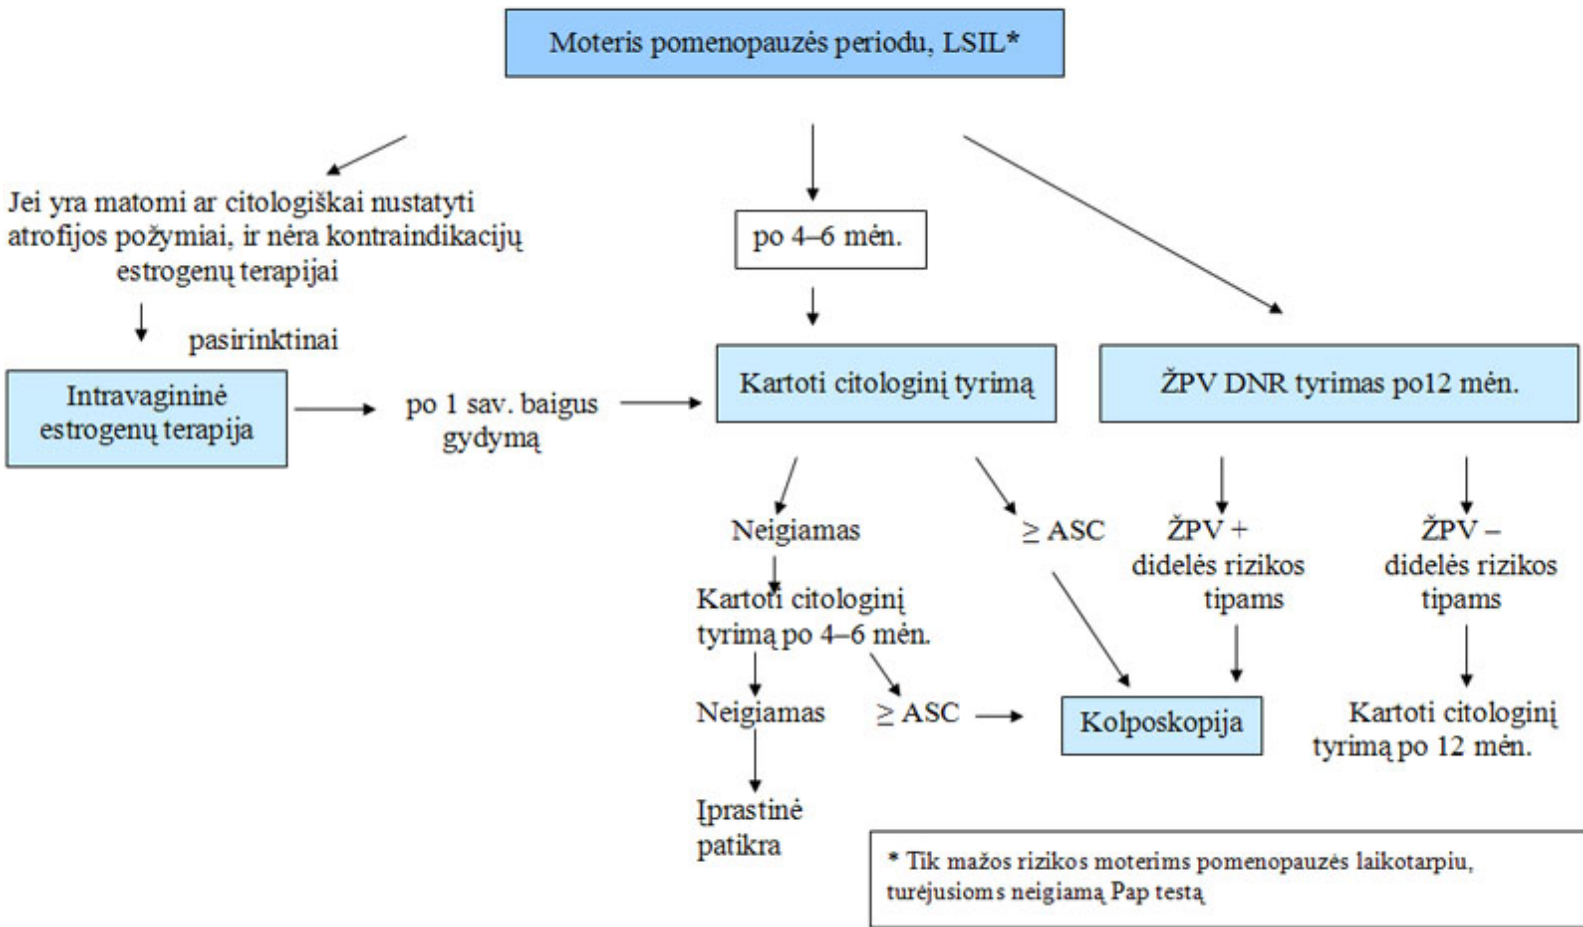 Moteris pomenopauzės periodu, LSIL*
Jei yra matomi ar citologiškai nustatyti
atrofijos požymiai, ir nėra kontraindikacijų
estrogenų terapijai
po 4–6 mėn.
pasirinktinai
Intravagininė
estrogenų terapija
po 1 sav. baigus
gydymą
Kartoti citologinį tyrimą
ŽPV DNR tyrimas po12 mėn.
Neigiamas
≥ ASC
ŽPV +
didelės rizikos
tipams
ŽPV –
didelės rizikos
tipams
Kartoti citologinį
tyrimą po 4–6 mėn.
Neigiamas
≥ ASC
Kolposkopija
Kartoti citologinį
tyrimą po 12 mėn.
Įprastinė
patikra
* Tik mažos rizikos moterims pomenopauzės laikotarpiu,
turėjusioms neigiamą Pap testą